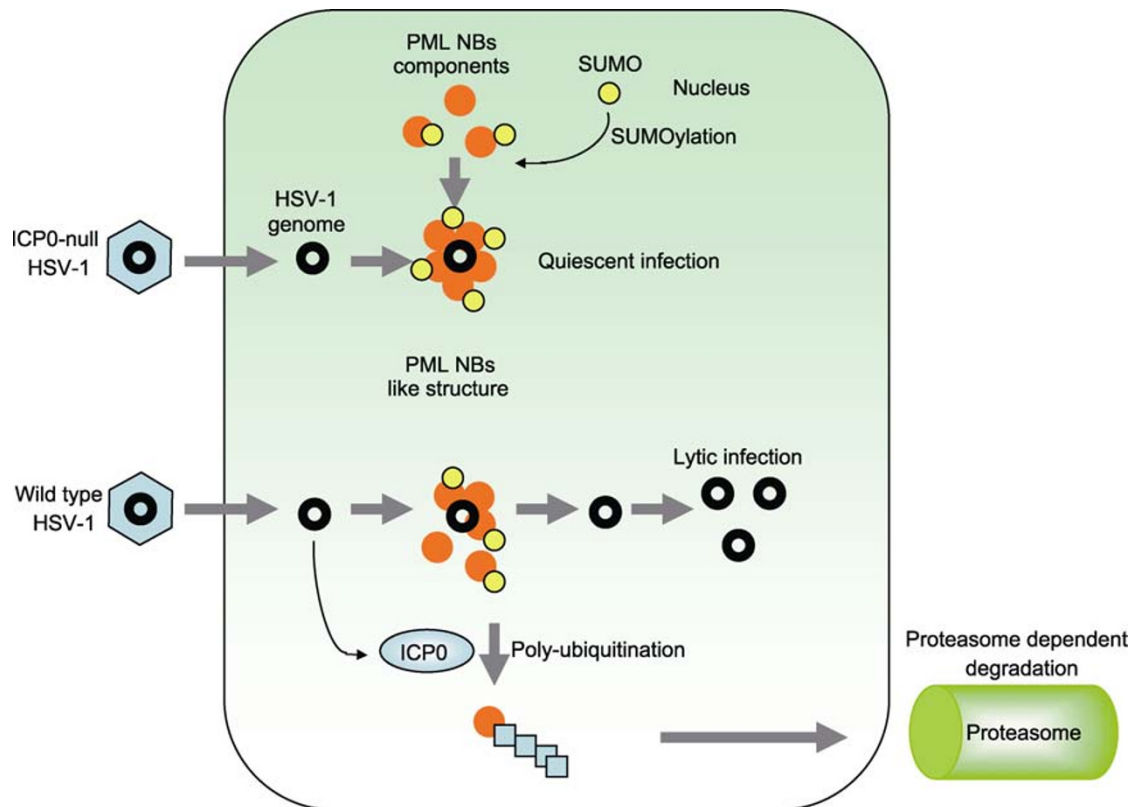 PML NBs
components
SUMO
Nucleus
SUMOylation
HSV-1
genome
ICP0-null
HSV-1
Quiescent infection
PML NBs
like structure
Lytic infection
Wild type
HSV-1
ICP0
Poly-ubiquitination
Proteasome dependent
degradation
Proteasome